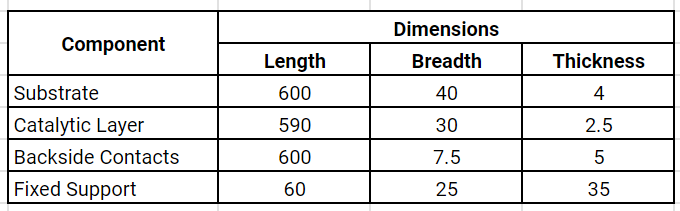 Component Dimensions
Length Breadth Thickness
Substrate 600 40 4
Catalytic Layer 590 30 2.5
Backside Contacts 600 7.5 5
Fixed Support 60 25 35